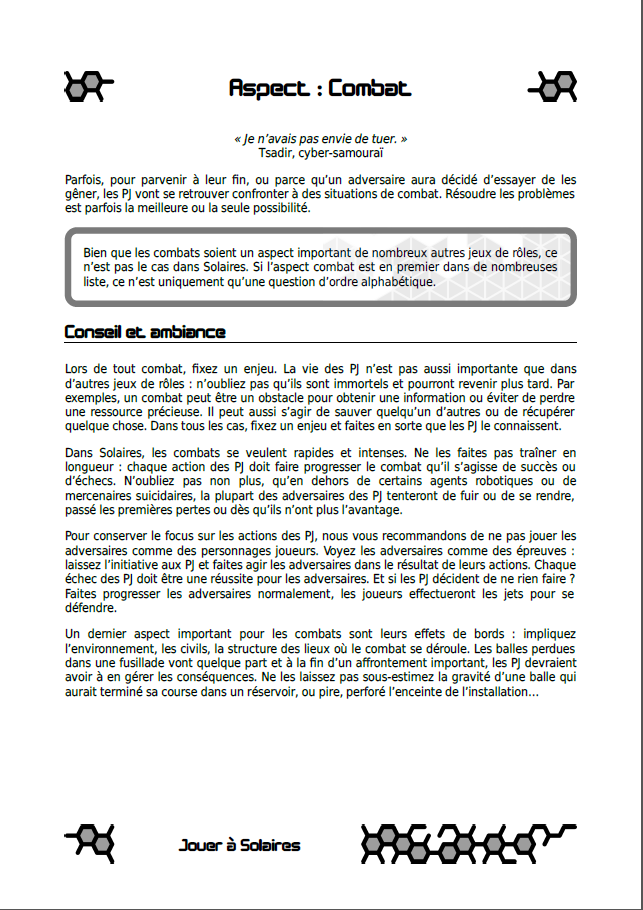 Aspect : Combat
« Je n'avais pas envie de tuer. »
Tsadir, cyber-samouraï
Parfois, pour parvenir à leur fin, ou parce qu'un adversaire aura décidé d'essayer de les
gêner, les PJ vont se retrouver confronter à des situations de combat. Résoudre les problèmes
est parfois la meilleure ou la seule possibilité.
Bien que les combats soient un aspect important de nombreux autres jeux de rôles, ce
n'est pas le cas dans Solaires. Si l'aspect combat est en premier dans de nombreuses
liste, ce n'est uniquement qu'une question d'ordre alphabétique.
Conseil et ambiance
Lors de tout combat, fixez un enjeu. La vie des PJ n'est pas aussi importante que dans
d'autres jeux de rôles : n'oubliez pas qu'ils sont immortels et pourront revenir plus tard. Par
exemples, un combat peut être un obstacle pour obtenir une information ou éviter de perdre
une ressource précieuse. Il peut aussi s'agir de sauver quelqu'un d'autres ou de récupérer
quelque chose. Dans tous les cas, fixez un enjeu et faites en sorte que les PJ le connaissent.
Dans Solaires, les combats se veulent rapides et intenses. Ne les faites pas traîner en
longueur : chaque action des PJ doit faire progresser le combat qu'il s'agisse de succès ou
d'échecs. N'oubliez pas non plus, qu'en dehors de certains agents robotiques ou de
mercenaires suicidaires, la plupart des adversaires des PJ tenteront de fuir ou de se rendre,
passé les premières pertes ou dès qu'ils n'ont plus l'avantage.
Pour conserver le focus sur les actions des PJ, nous vous recommandons de ne pas jouer les
adversaires comme des personnages joueurs. Voyez les adversaires comme des épreuves :
laissez l'initiative aux PJ et faites agir les adversaires dans le résultat de leurs actions. Chaque
échec des PJ doit être une réussite pour les adversaires. Et si les PJ décident de ne rien faire ?
Faites progresser les adversaires normalement, les joueurs effectueront les jets pour se
défendre.
Un dernier aspect important pour les combats sont leurs effets de bords : impliquez
l'environnement, les civils, la structure des lieux où le combat se déroule. Les balles perdues
dans une fusillade vont quelque part et à la fin d'un affrontement important, les PJ devraient
avoir à en gérer les conséquences. Ne les laissez pas sous-estimez la gravité d'une balle qui
aurait terminé sa course dans un réservoir, ou pire, perforé l'enceinte de l'installation...
Jouer à Solaires